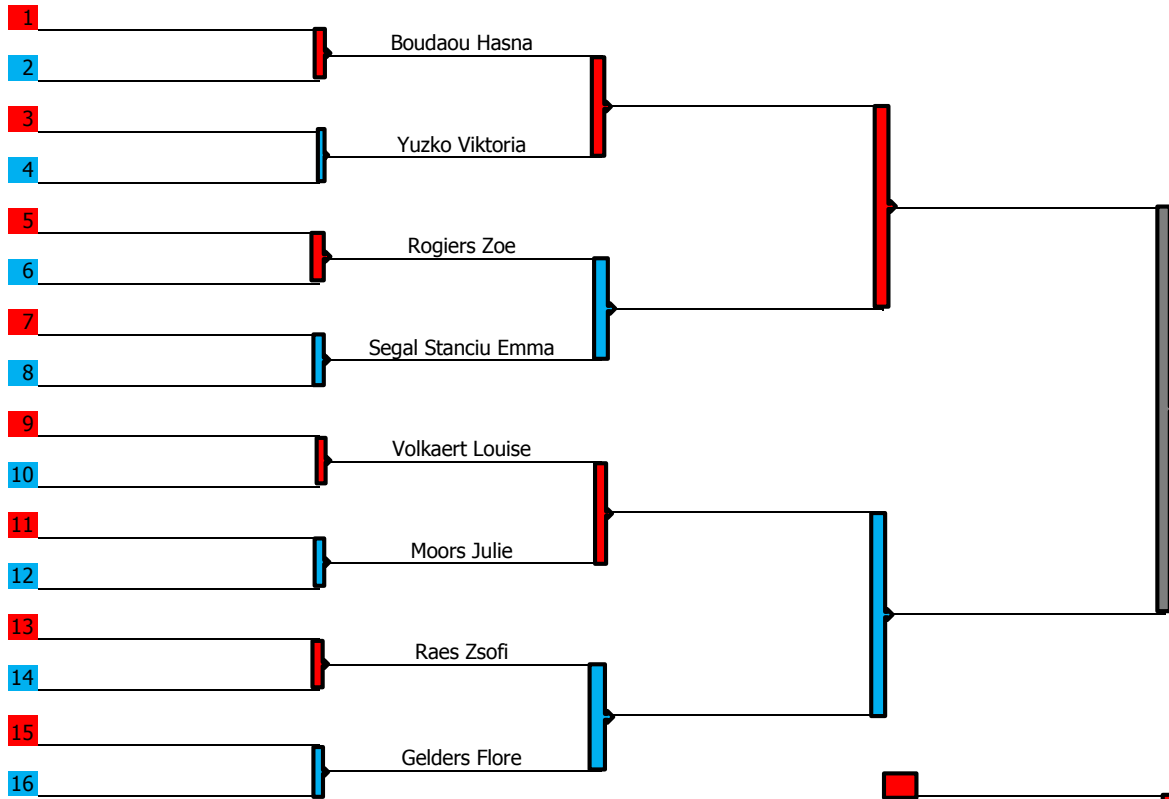 1
Boudaou Hasna
2
3
Yuzko Viktoria
4
5
Rogiers Zoe
6
7
Segal Stanciu Emma
8
9
Volkaert Louise
10
11
Moors Julie
12
13
Raes Zsofi
14
15
Gelders Flore
16